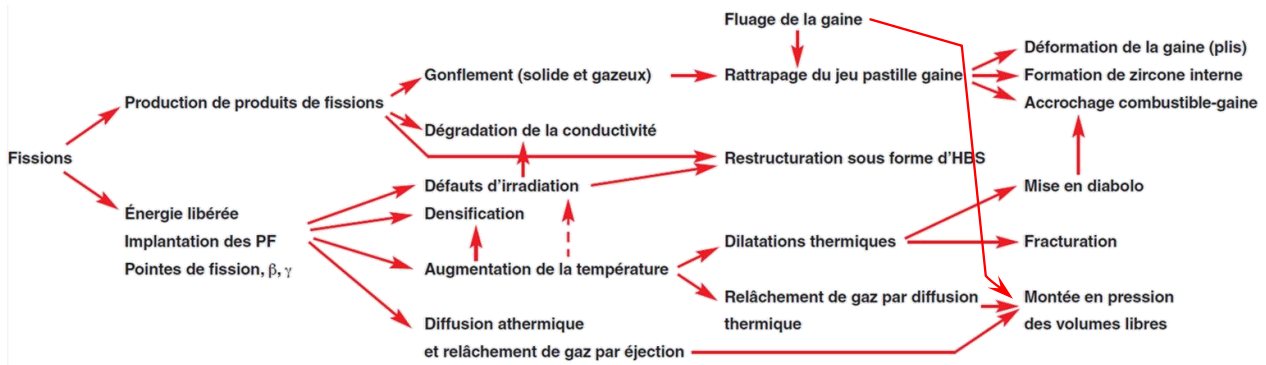 Fluage de la gaine
Déformation de la gaine (plis)
Gonflement (solide et gazeux)
Rattrapage du jeu pastille gaine
Formation de zircone interne
Production de produits de fissions
Accrochage combustible-gaine
Dégradation de la conductivité
Fissions
Restructuration sous forme d'HBS
Défauts d'irradiation
Mise en diabolo
Énergie libérée
Densification
Implantation des PF
Dilatations thermiques
Fracturation
Pointes de fission, β, γ
Augmentation de la température
Relâchement de gaz par diffusion
thermique
Montée en pression
des volumes libres
Diffusion athermique
et relâchement de gaz par éjection